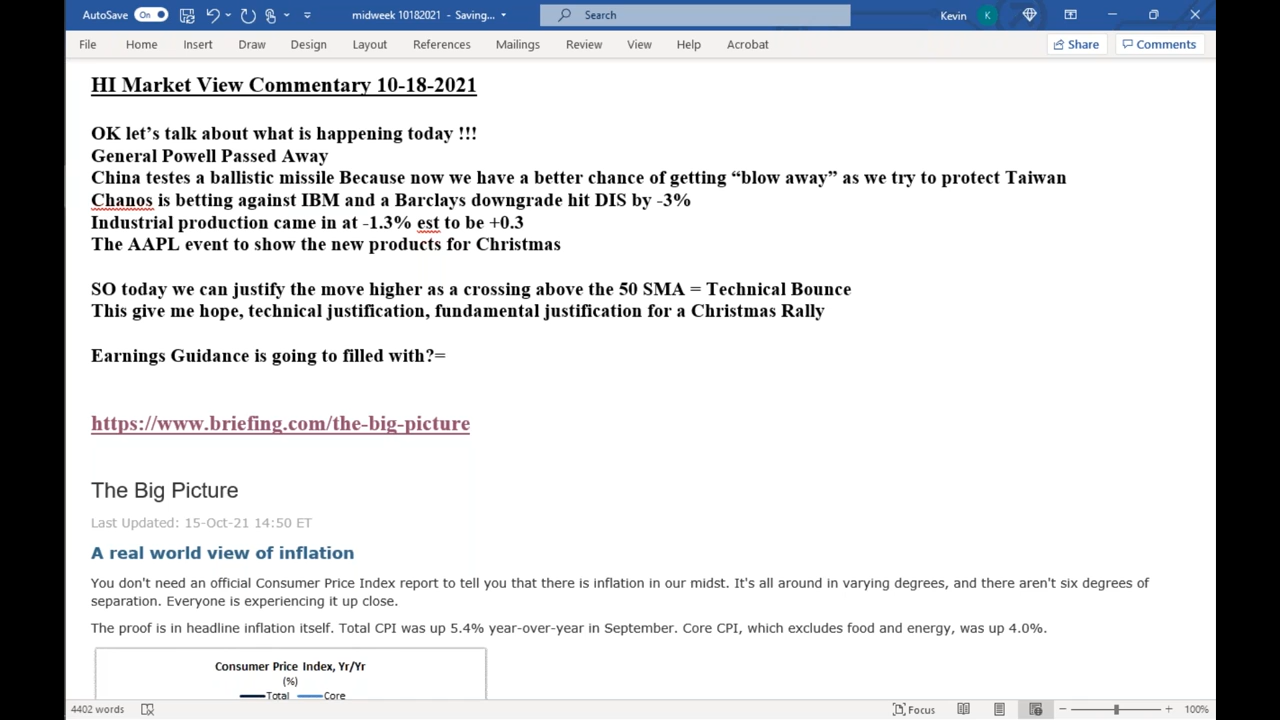 AutoSave On midweek 10182021 - Saving... Search Kevin K
File Home Insert Draw Design Layout References Mailings Review View Help Acrobat Share Comments
HI Market View Commentary 10-18-2021
OK let’s talk about what is happening today !!!
General Powell Passed Away
China testes a ballistic missile Because now we have a better chance of getting “blow away” as we try to protect Taiwan
Chanos is betting against IBM and a Barclays downgrade hit DIS by -3%
Industrial production came in at -1.3% est to be +0.3
The AAPL event to show the new products for Christmas
SO today we can justify the move higher as a crossing above the 50 SMA = Technical Bounce
This give me hope, technical justification, fundamental justification for a Christmas Rally
Earnings Guidance is going to filled with?=
https://www.briefing.com/the-big-picture
The Big Picture
Last Updated: 15-Oct-21 14:50 ET
A real world view of inflation
You don't need an official Consumer Price Index report to tell you that there is inflation in our midst. It's all around in varying degrees, and there aren't six degrees of
separation. Everyone is experiencing it up close.
The proof is in headline inflation itself. Total CPI was up 5.4% year-over-year in September. Core CPI, which excludes food and energy, was up 4.0%.
Consumer Price Index, Yr/Yr
(%)
Total Core
4402 words Focus 100%